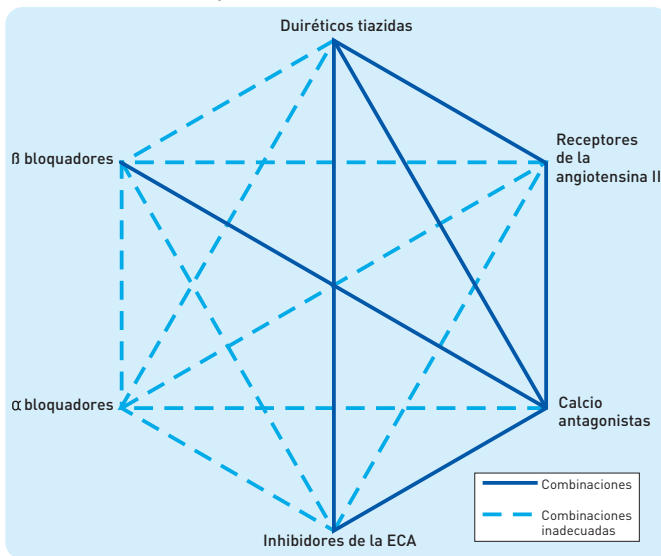 Duiréticos tiazidas
ß bloquadores
Receptores
de la
angiotensina II
α bloquadores
Calcio
antagonistas
Combinaciones
Combinaciones
inadecuadas
Inhibidores de la ECA